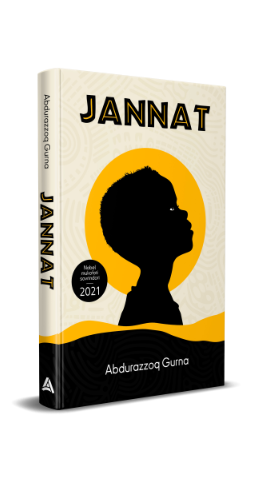 JANNAT
Nobel
mukofoti
sovrindori
2021
Abdurazzoq Gurna
Abdurazzoq Gurna
JANNAT